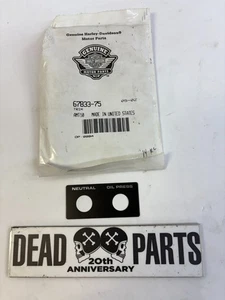 Genuine Harley-Davidson
Motor Parts
GENUINE
MOTOR PARTS
67833-75
TRIM
MADE IN UNITED STATES
NEUTRAL OIL PRESS
DEAD PARTS
20th
ANNIVERSARY